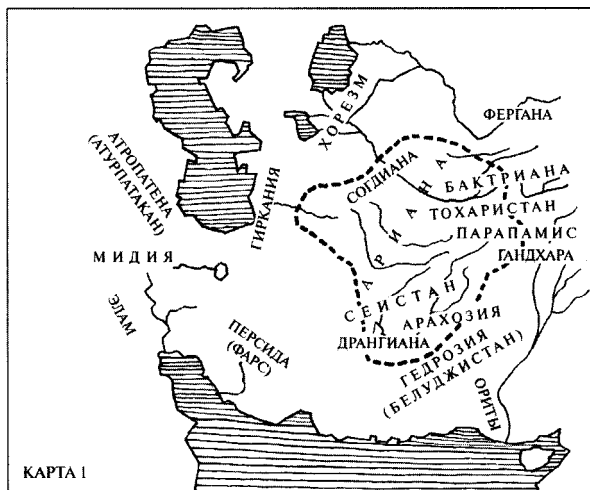 ХОРЕЗМ
ФЕРГАНА
АТРОПАТЕНА
(АТУРПАТАКАН)
ГИРКАНИЯ
СОГДИАНА
АРИАНА
БАКТРИАНА
ТОХАРИСТАН
ПАРАПАМИС
ГАНДХАРА
МИДИЯ
ЭЛАМ
ПЕРСИДА
(ФАРС)
СЕИСТАН
АРАХОЗИЯ
ДРАНГИАНА
ГЕДРОЗИЯ
(БЕЛУДЖИСТАН)
ОРИТЫ
КАРТА 1